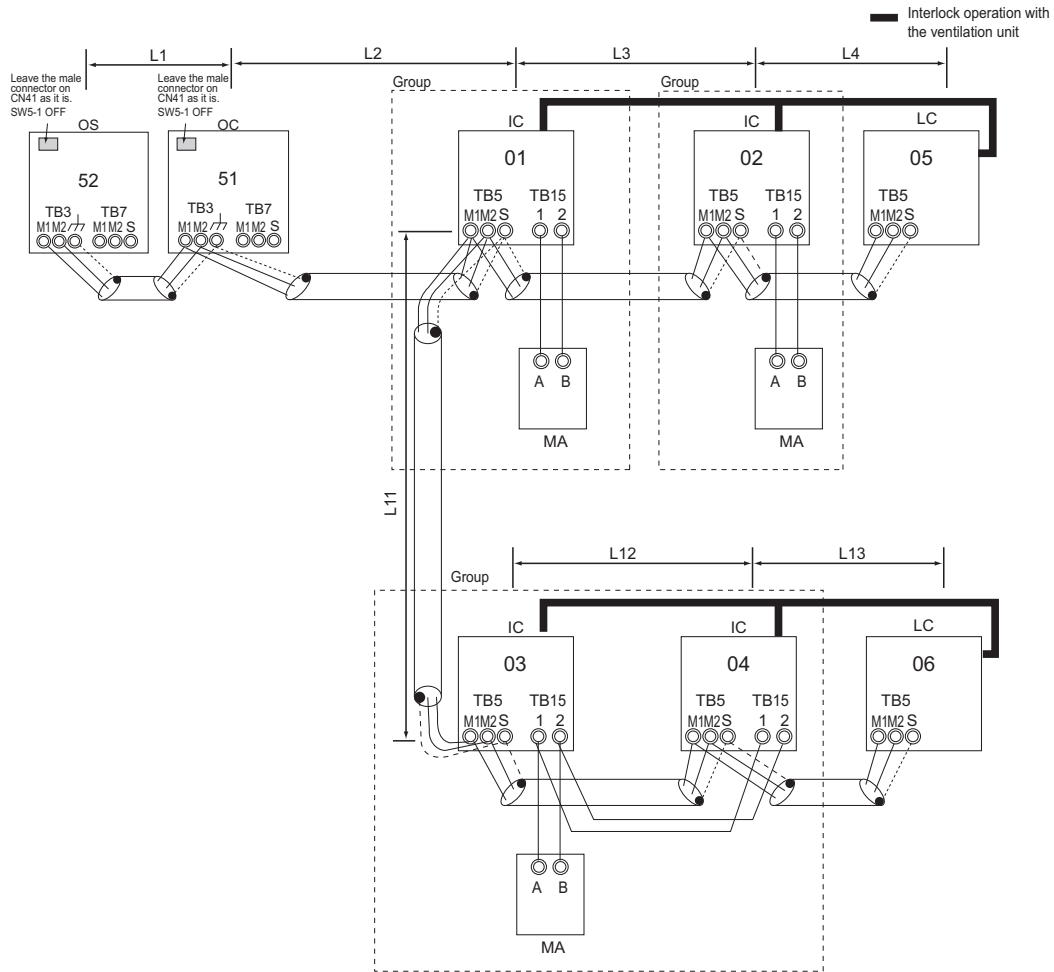 Interlock operation with
the ventilation unit
L1
L2
L3
L4
Leave the male
connector on
CN41 as it is.
SW5-1 OFF
Leave the male
connector on
CN41 as it is.
SW5-1 OFF
Group
Group
OS
OC
IC
IC
LC
52
51
01
02
05
TB3
TB7
TB3
TB7
TB5
TB15
TB5
TB15
TB5
M1 M2
M1 M2 S
M1 M2
M1 M2 S
M1 M2 S
1 2
M1 M2 S
1 2
M1 M2 S
A B
A B
MA
MA
L11
L12
L13
Group
IC
IC
LC
03
04
06
TB5
TB15
TB5
TB15
TB5
M1 M2 S
1 2
M1 M2 S
1 2
M1 M2 S
A B
MA